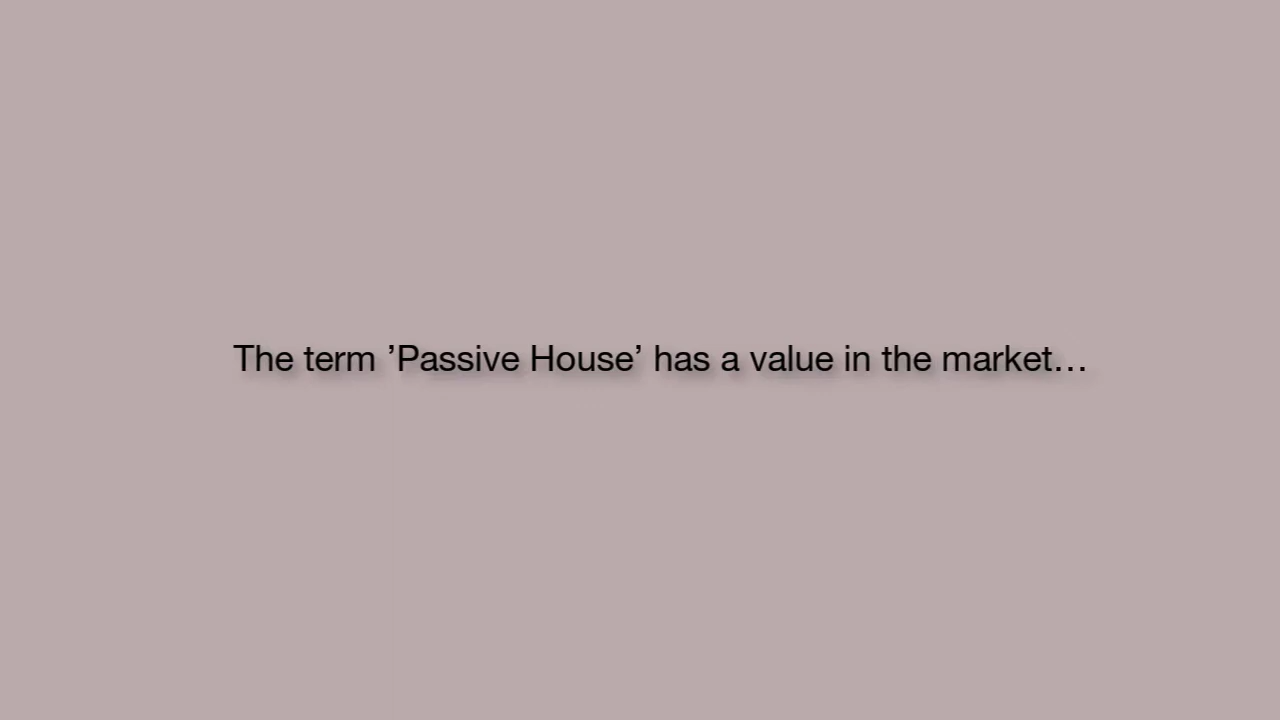 The term ’Passive House’ has a value in the market…